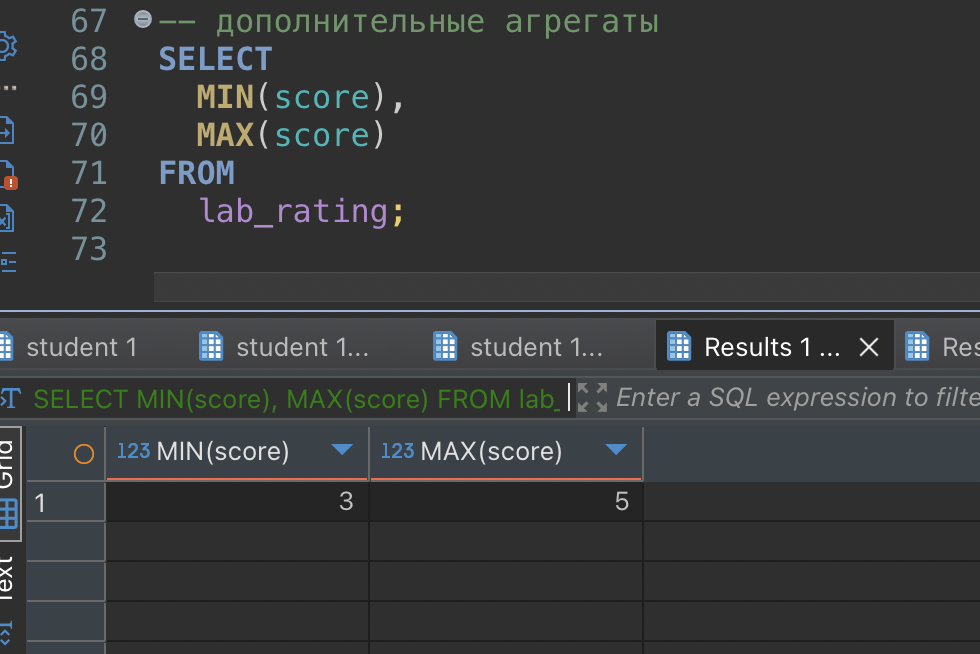 67 -- дополнительные агрегаты
68 SELECT
69 MIN(score),
70 MAX(score)
71 FROM
72 lab_rating;
73
student 1 student 1... student 1... Results 1 ...
SELECT MIN(score), MAX(score) FROM lab_ Enter a SQL expression to filte
Grid
123 MIN(score) 123 MAX(score)
1 3 5
Text